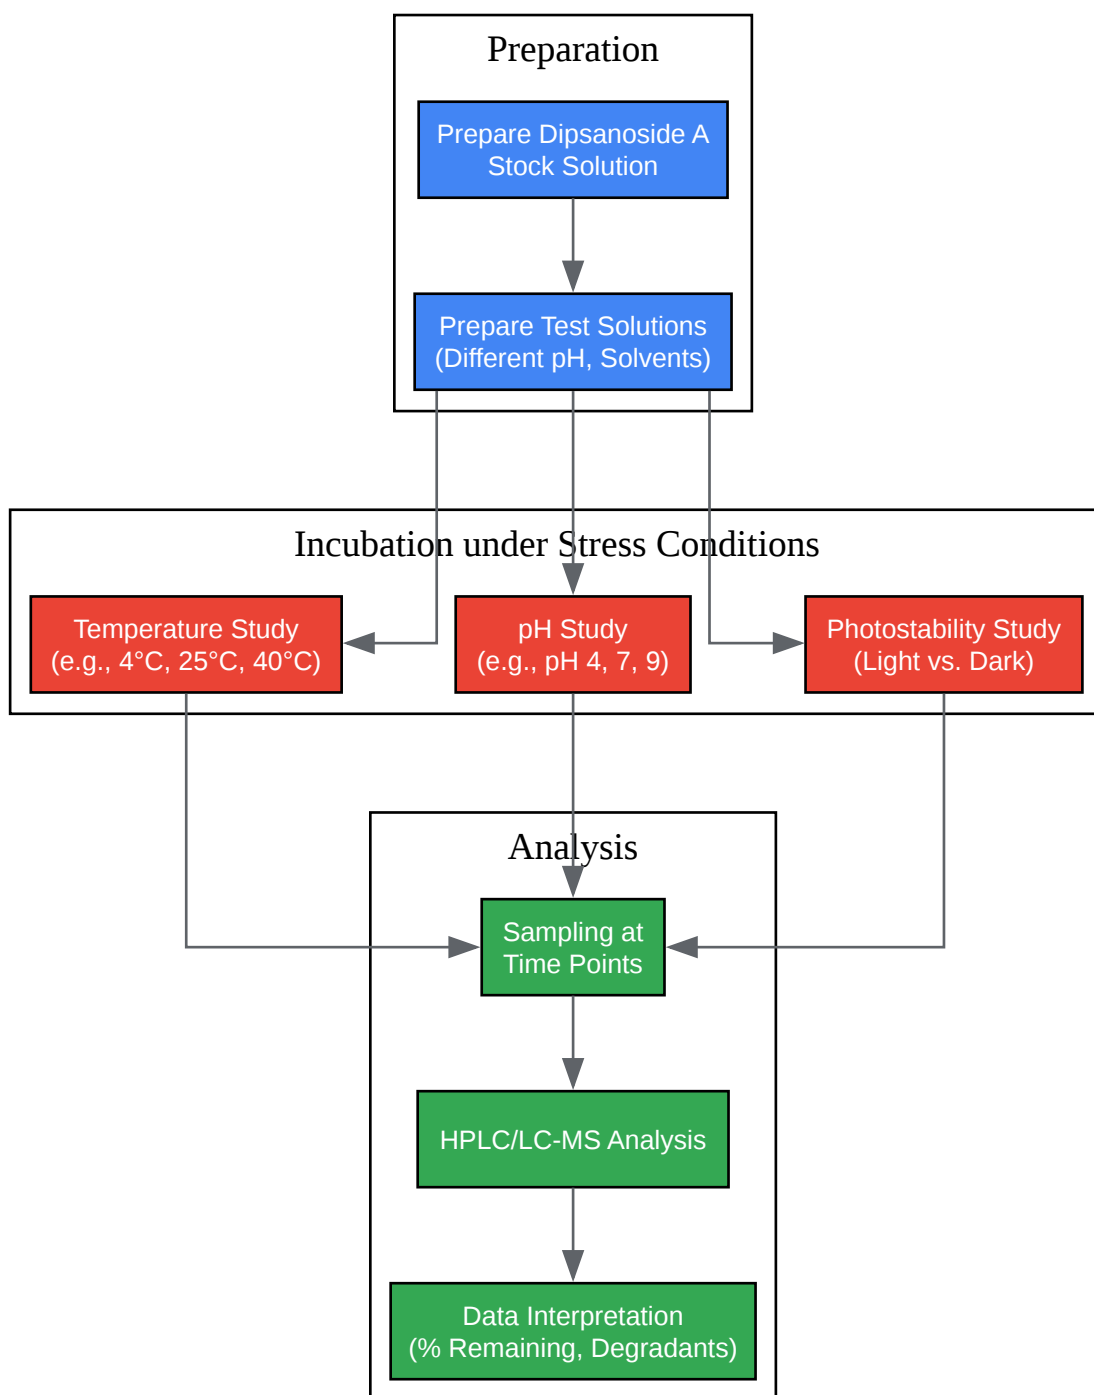 Preparation
Prepare Dipsanoside A
Stock Solution
Prepare Test Solutions
(Different pH, Solvents)
Incubation under Stress Conditions
Temperature Study
(e.g., 4°C, 25°C, 40°C)
pH Study
(e.g., pH 4, 7, 9)
Photostability Study
(Light vs. Dark)
Analysis
Sampling at
Time Points
HPLC/LC-MS Analysis
Data Interpretation
(% Remaining, Degradants)